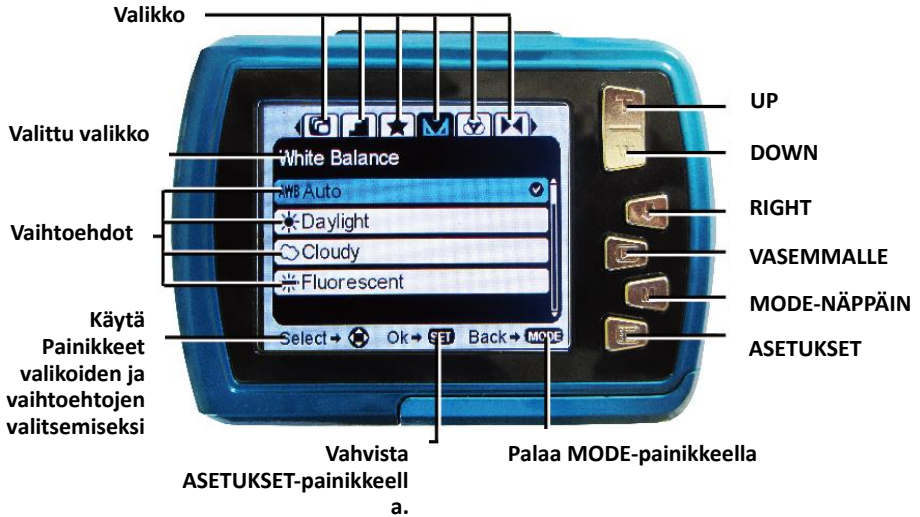 Valikko
UP
Valittu valikko
White Balance
DOWN
AWB Auto
Daylight
RIGHT
Vaihtoehdot
Cloudy
VASEMMALLE
Fluorescent
MODE-NÄPPÄIN
Käytä
Painikkeet
valikoiden ja
vaihtoehtojen
valitsemiseksi
Select Ok SET Back MODE
ASETUKSET
Vahvista
ASETUKSET-painikkeell
a.
Palaa MODE-painikkeella